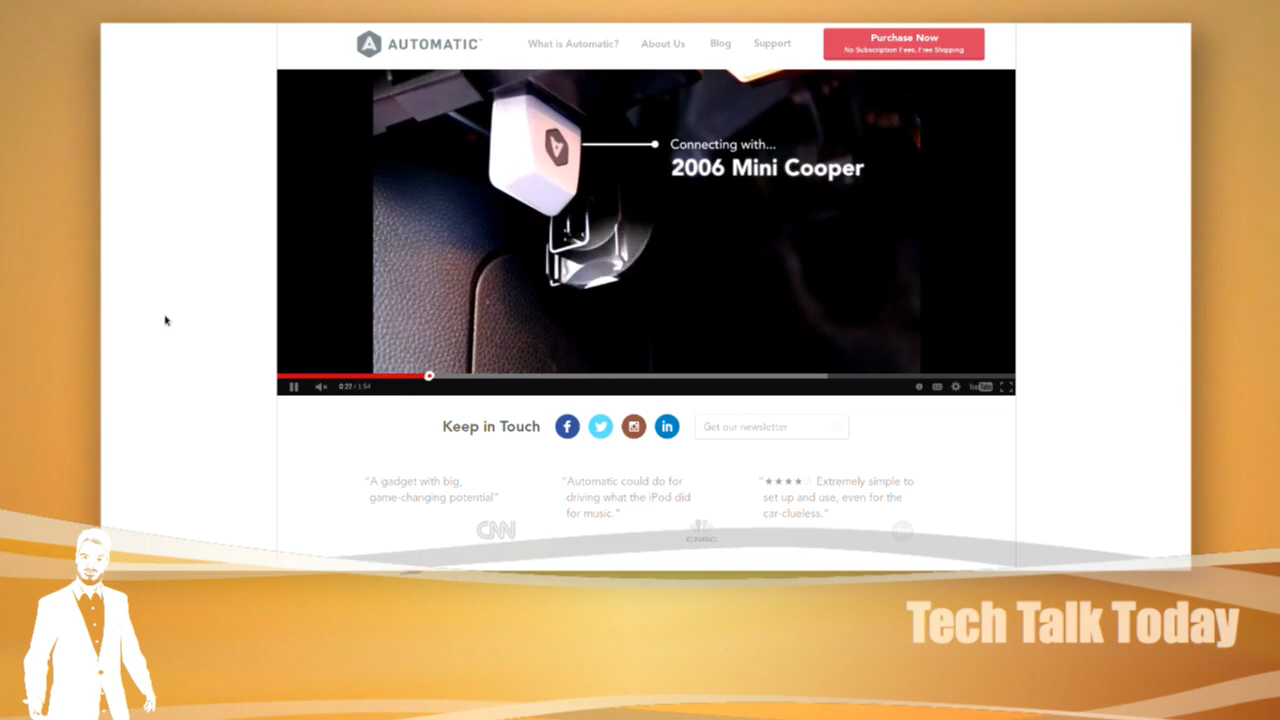 AUTOMATIC™
What is Automatic?
About Us
Blog
Support
Purchase Now
No Subscription Fees, Free Shipping
Connecting with...
2006 Mini Cooper
0:22 / 1:54
YouTube
Keep in Touch
Get our newsletter
“A gadget with big,
game-changing potential”
CNN
“Automatic could do for
driving what the iPod did
for music.”
CNBC
“★★★★☆ Extremely simple to
set up and use, even for the
car-clueless.”
Tech Talk Today